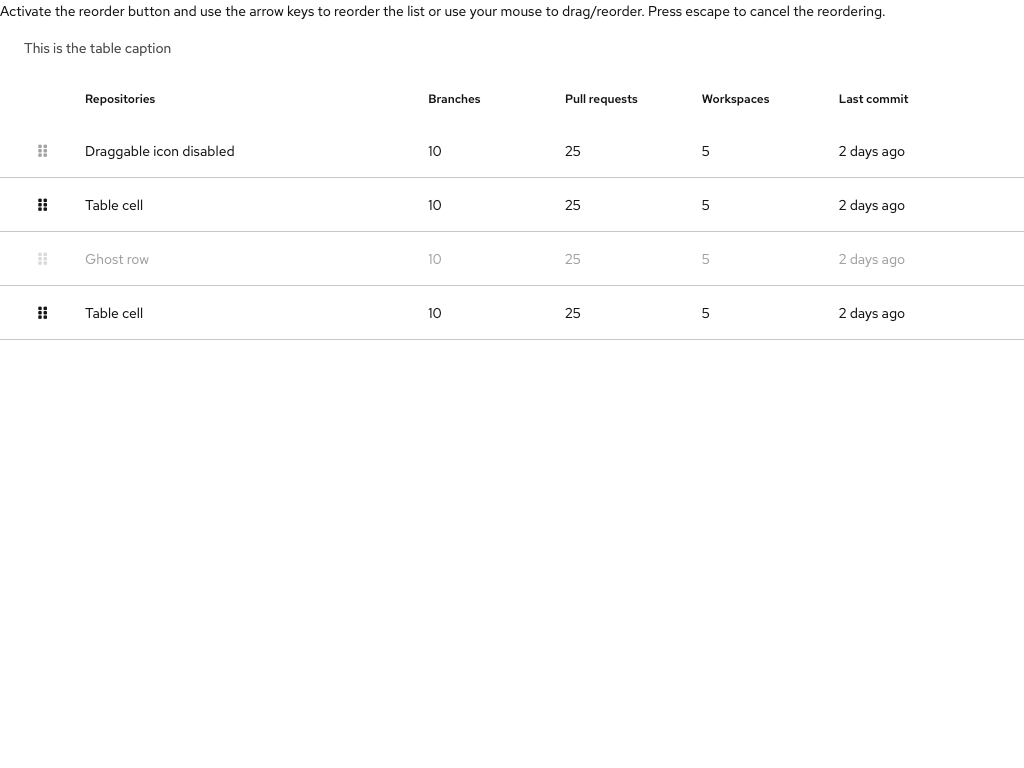 Activate the reorder button and use the arrow keys to reorder the list or use your mouse to drag/reorder. Press escape to cancel the reordering.
This is the table caption
Repositories Branches Pull requests Workspaces Last commit
Draggable icon disabled 10 25 5 2 days ago
Table cell 10 25 5 2 days ago
Ghost row 10 25 5 2 days ago
Table cell 10 25 5 2 days ago